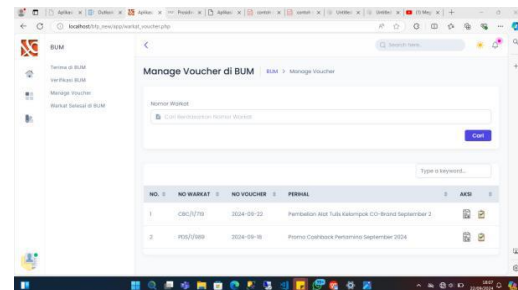 localhost/bfg_new/app/warkat_voucher.php
BUM
Search here...
Terima di BUM
Verifikasi BUM
Manage Voucher
Warkat Selesai di BUM
Manage Voucher di BUM
BUM > Manage Voucher
Nomor Warkat
Cari Berdasarkan Nomor Warkat
Cari
Type a keyword...
NO. NO WARKAT NO VOUCHER PERIHAL AKSI
1 CBC/1/719 2024-09-22 Pembelian Alat Tulis Kelompok CO-Brand September 2
2 PDS/1/989 2024-09-16 Promo Cashback Pertamina September 2024